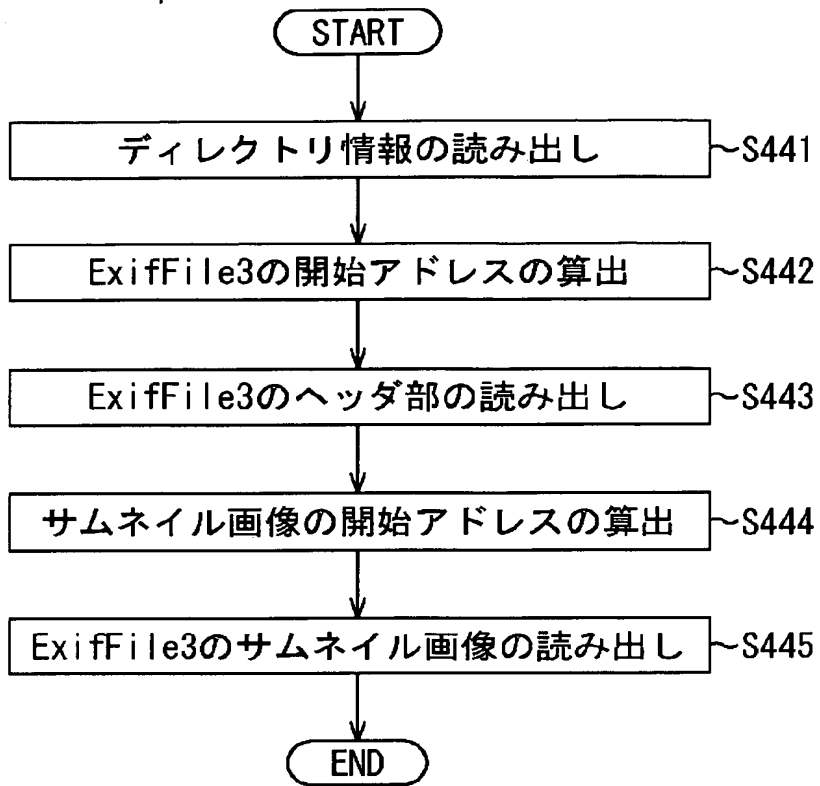 START
ディレクトリ情報の読み出し ~S441
ExifFile3の開始アドレスの算出 ~S442
ExifFile3のヘッダ部の読み出し ~S443
サムネイル画像の開始アドレスの算出 ~S444
ExifFile3のサムネイル画像の読み出し ~S445
END